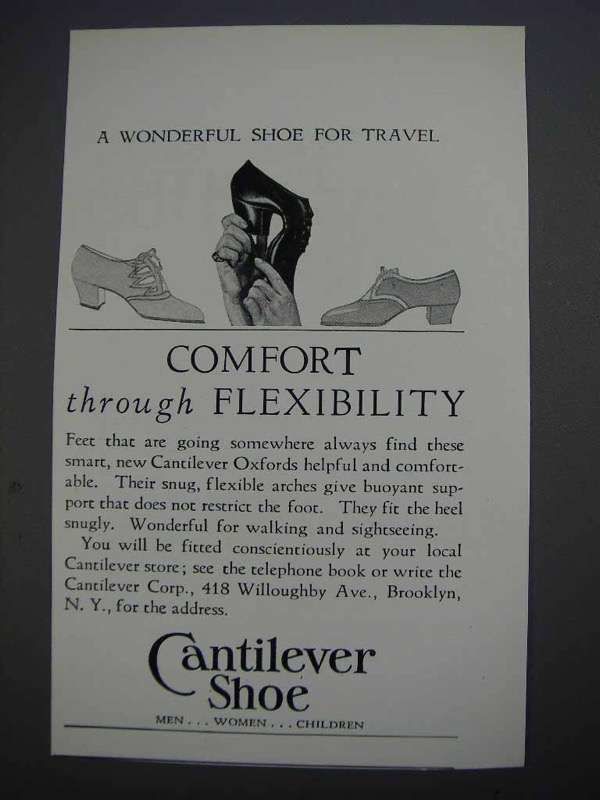 A WONDERFUL SHOE FOR TRAVEL
COMFORT
through FLEXIBILITY
Feet that are going somewhere always find these
smart, new Cantilever Oxfords helpful and comfort-
able. Their snug, flexible arches give buoyant sup-
port that does not restrict the foot. They fit the heel
snugly. Wonderful for walking and sightseeing.
You will be fitted conscientiously at your local
Cantilever store; see the telephone book or write the
Cantilever Corp., 418 Willoughby Ave., Brooklyn,
N. Y., for the address.
Cantilever
Shoe
MEN . . . WOMEN . . . CHILDREN